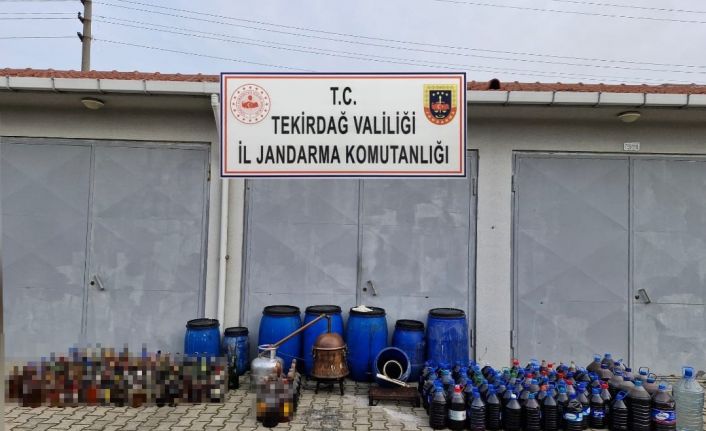 T.C.
TEKİRDAĞ VALİLİĞİ
İL JANDARMA KOMUTANLIĞI